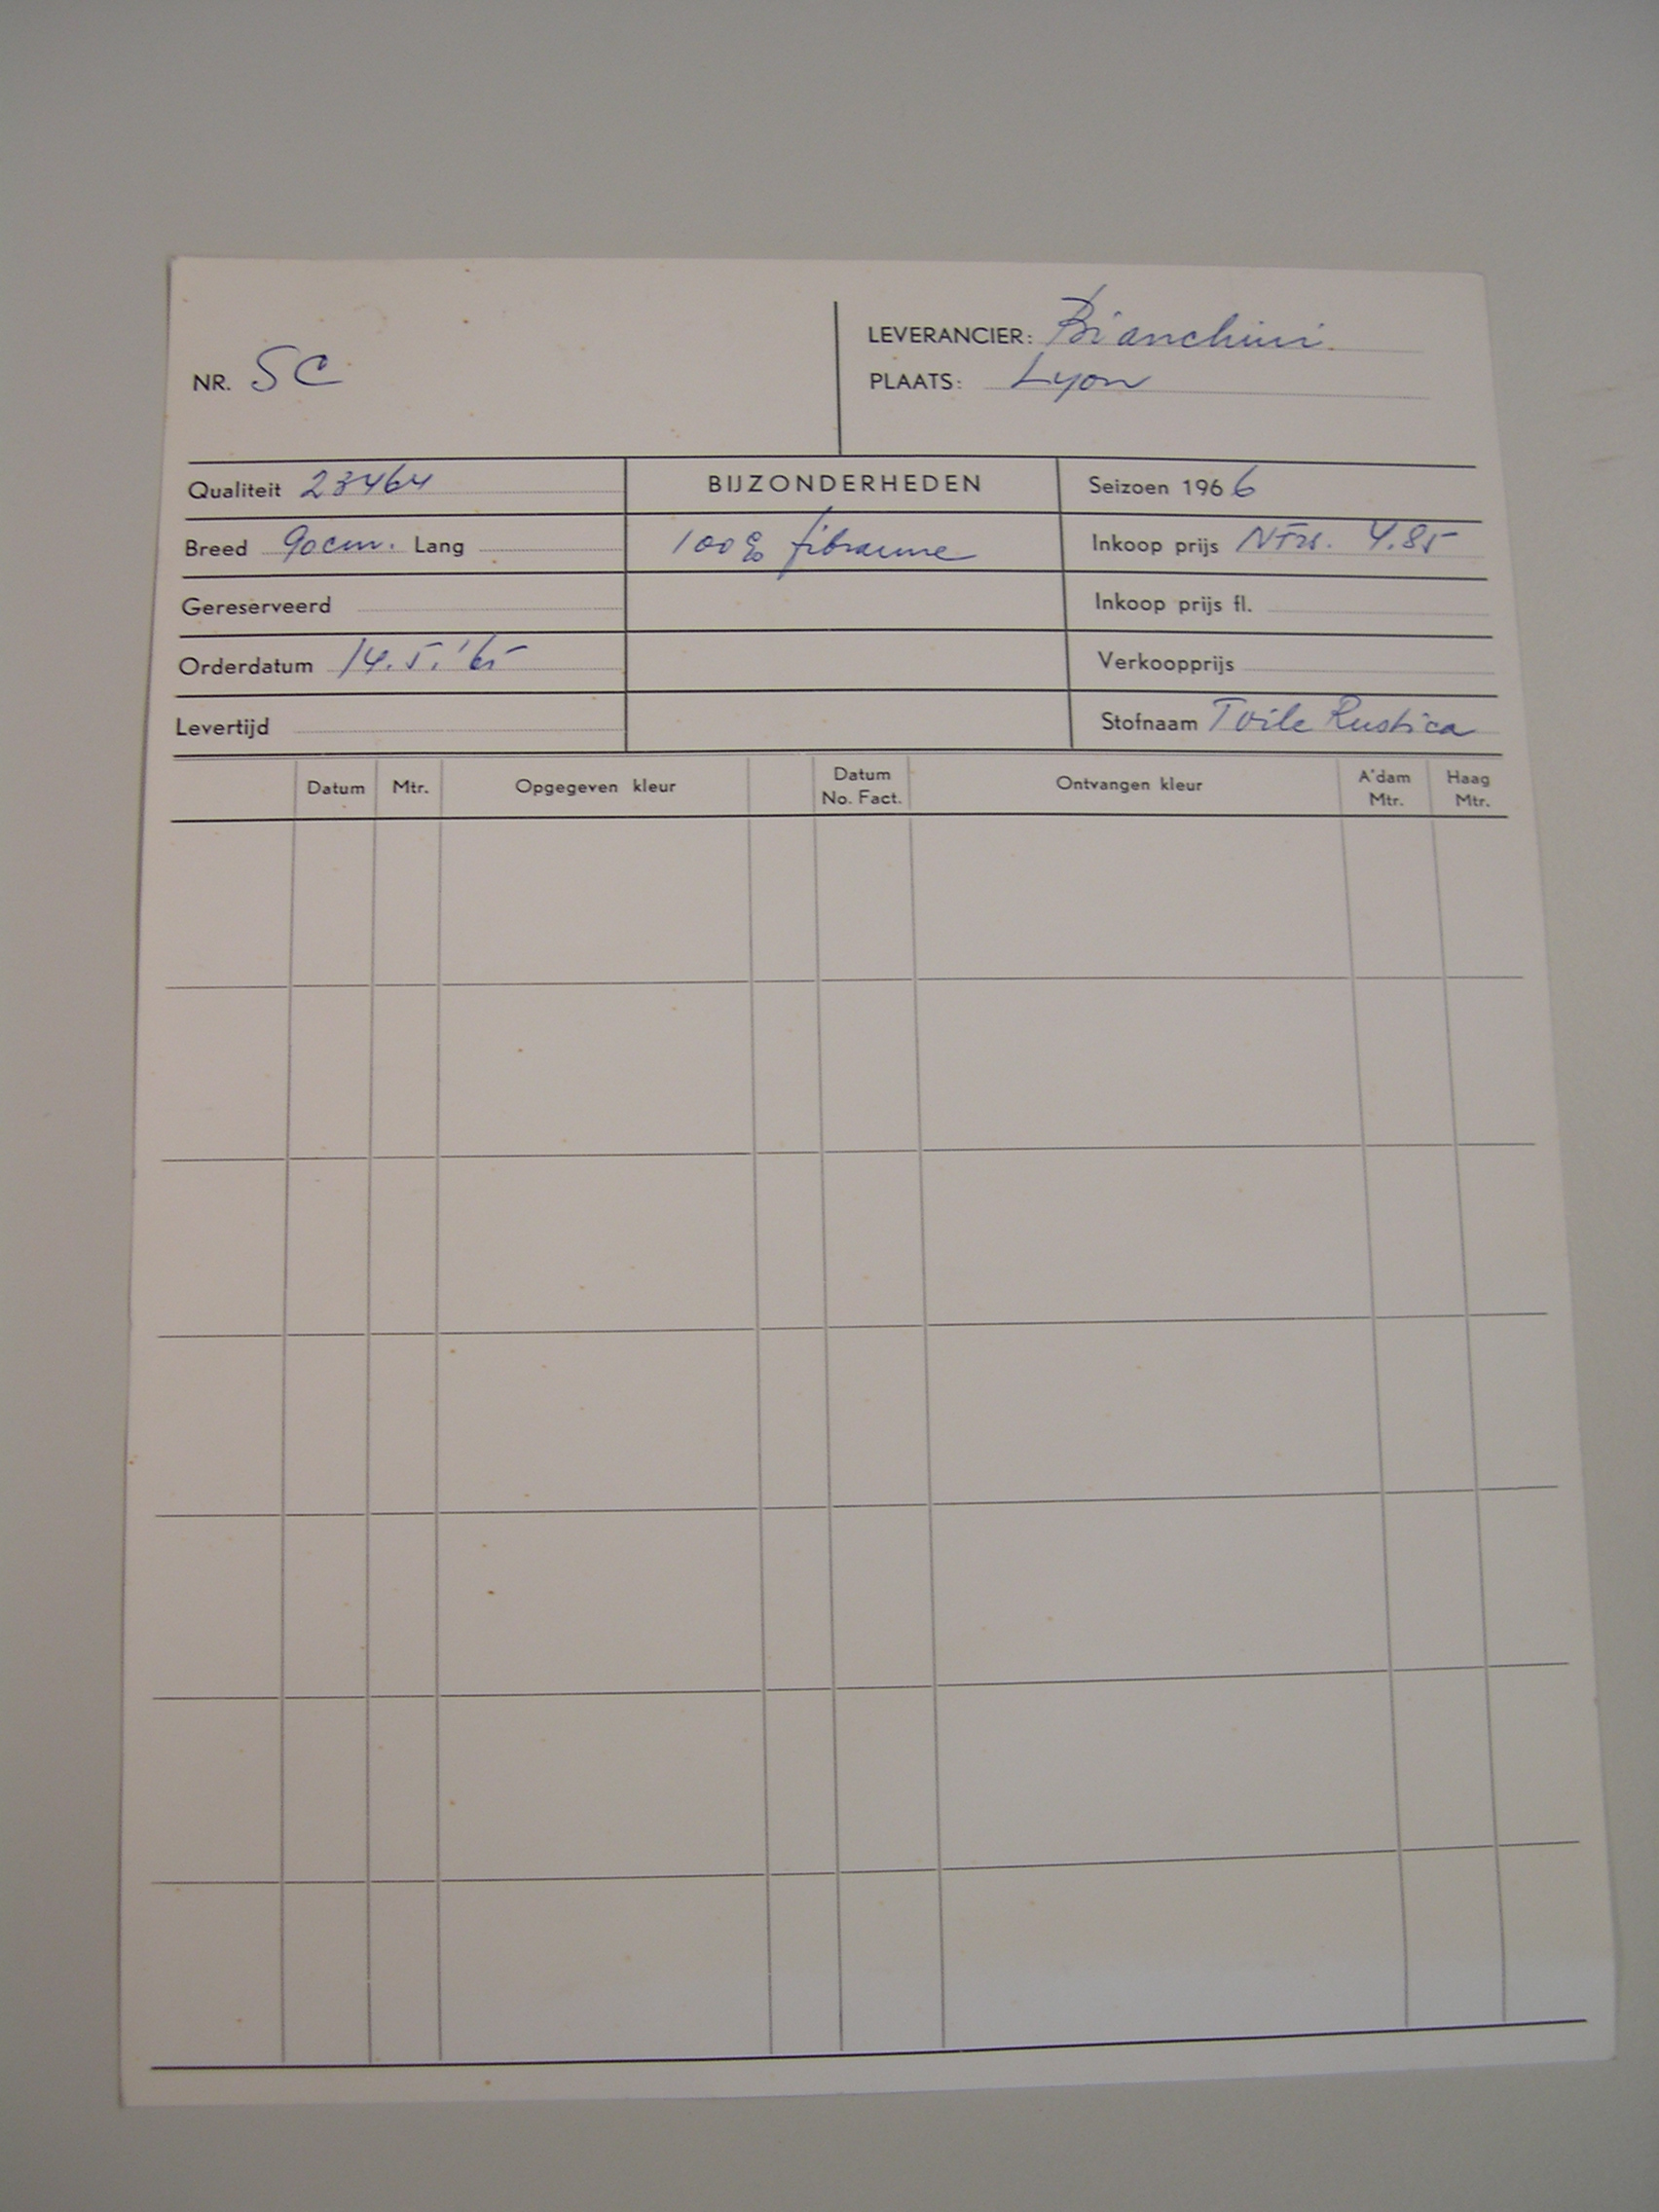 LEVERANCIER: Bianchini.
NR. SC
PLAATS: Lyon
Qualiteit 23464 BIJZONDERHEDEN Seizoen 1966
Breed 90cm. Lang 100% fibranne Inkoop prijs NFrs. 4.85
Gereserveerd Inkoop prijs fl.
Orderdatum 14.5.'65 Verkoopprijs
Levertijd Stofnaam Toile Rustica
Datum Mtr. Opgegeven kleur Datum No. Fact. Ontvangen kleur A'dam Mtr. Haag Mtr.